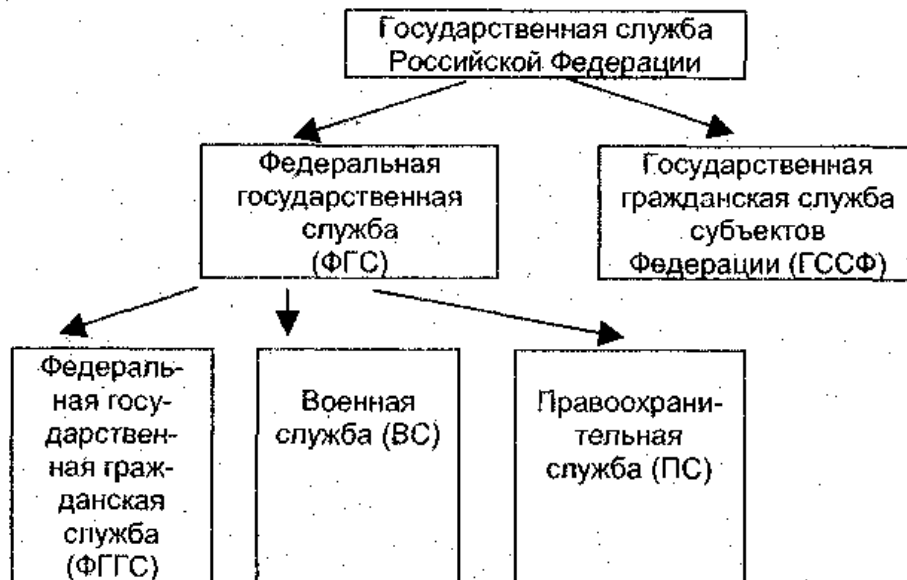 Государственная служба
Российской Федерации
Федеральная
государственная
служба
(ФГС)
Государственная
гражданская служба
субъектов
Федерации (ГССФ)
Федераль-
ная госу-
дарствен-
ная граж-
данская
служба
(ФГГС)
Военная
служба (ВС)
Правоохрани-
тельная
служба (ПС)